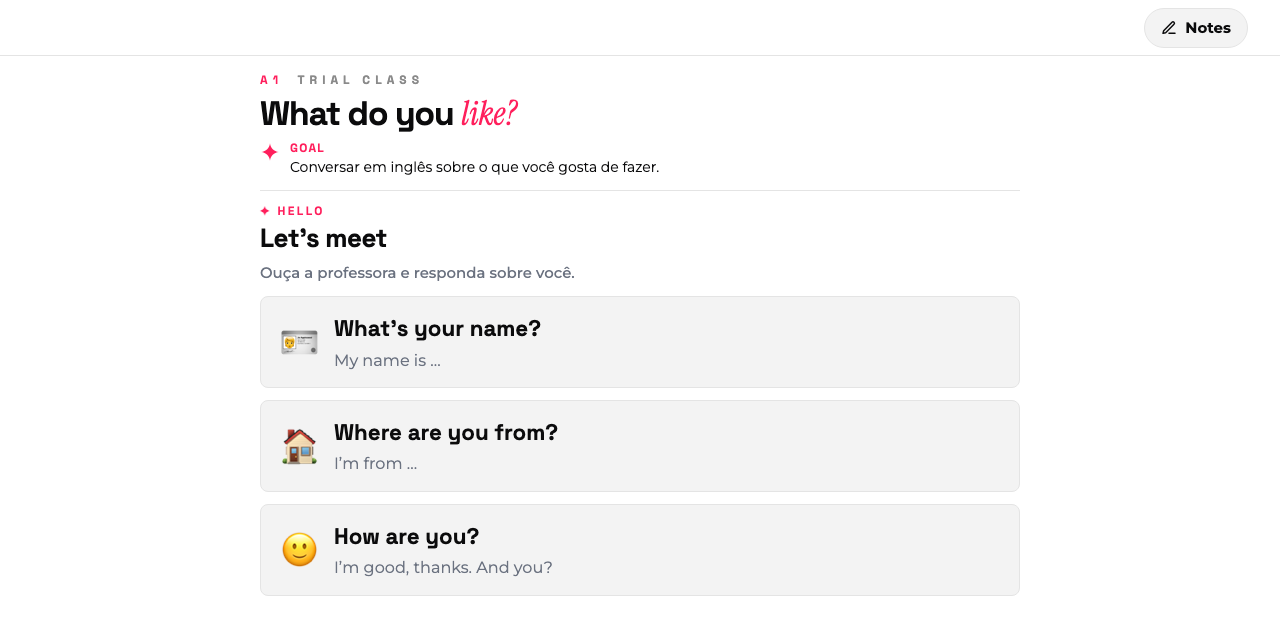 Notes
A1 TRIAL CLASS
What do you like?
GOAL
Conversar em inglês sobre o que você gosta de fazer.
✦ HELLO
Let's meet
Ouça a professora e responda sobre você.
What's your name?
My name is ...
Where are you from?
I'm from ...
How are you?
I'm good, thanks. And you?